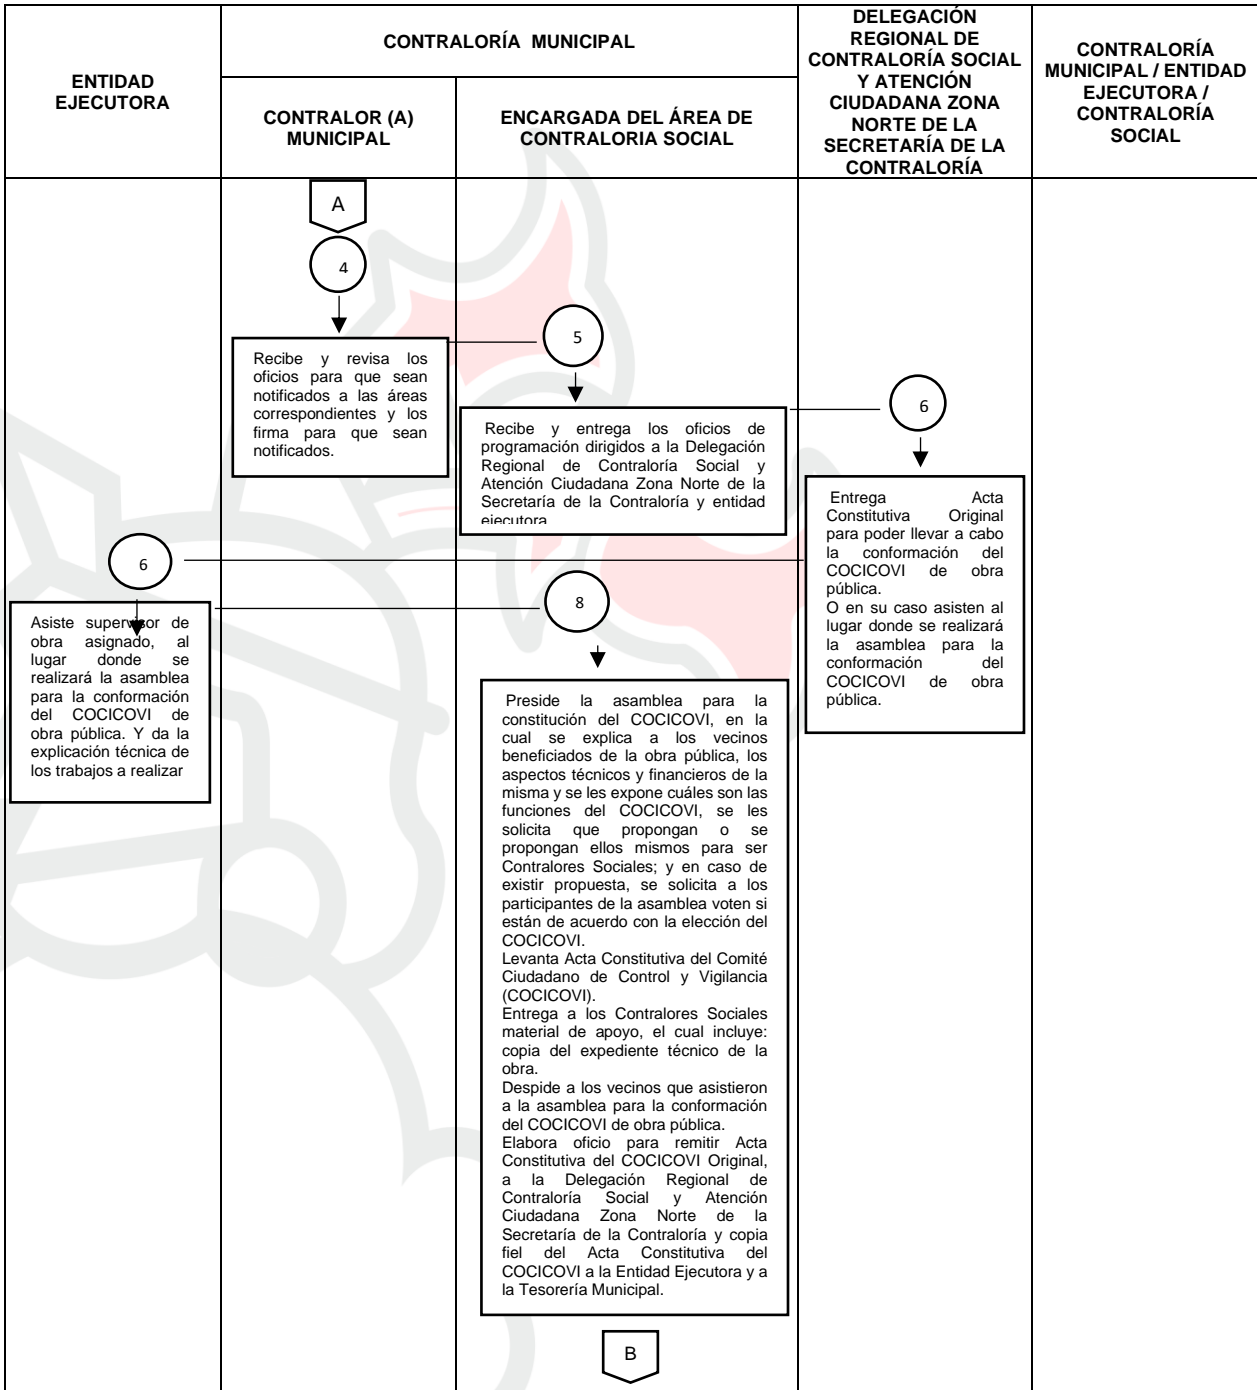 ENTIDAD
EJECUTORA
CONTRALORÍA MUNICIPAL
CONTRALOR (A)
MUNICIPAL
ENCARGADA DEL ÁREA DE
CONTRALORIA SOCIAL
DELEGACIÓN
REGIONAL DE
CONTRALORÍA SOCIAL
Y ATENCIÓN
CIUDADANA ZONA
NORTE DE LA
SECRETARÍA DE LA
CONTRALORÍA
CONTRALORÍA
MUNICIPAL / ENTIDAD
EJECUTORA /
CONTRALORÍA
SOCIAL
A
4
Recibe y revisa los
oficios para que sean
notificados a las áreas
correspondientes y los
firma para que sean
notificados.
5
Recibe y entrega los oficios de
programación dirigidos a la Delegación
Regional de Contraloría Social y
Atención Ciudadana Zona Norte de la
Secretaría de la Contraloría y entidad
ejecutora
6
Entrega Acta
Constitutiva Original
para poder llevar a cabo
la conformación del
COCICOVI de obra
pública.
O en su caso asisten al
lugar donde se realizará
la asamblea para la
conformación del
COCICOVI de obra
pública.
6
Asiste supervisor de
obra asignado, al
lugar donde se
realizará la asamblea
para la conformación
del COCICOVI de
obra pública. Y da la
explicación técnica de
los trabajos a realizar
8
Preside la asamblea para la
constitución del COCICOVI, en la
cual se explica a los vecinos
beneficiados de la obra pública, los
aspectos técnicos y financieros de la
misma y se les expone cuáles son las
funciones del COCICOVI, se les
solicita que propongan o se
propongan ellos mismos para ser
Contralores Sociales; y en caso de
existir propuesta, se solicita a los
participantes de la asamblea voten si
están de acuerdo con la elección del
COCICOVI.
Levanta Acta Constitutiva del Comité
Ciudadano de Control y Vigilancia
(COCICOVI).
Entrega a los Contralores Sociales
material de apoyo, el cual incluye:
copia del expediente técnico de la
obra.
Despide a los vecinos que asistieron
a la asamblea para la conformación
del COCICOVI de obra pública.
Elabora oficio para remitir Acta
Constitutiva del COCICOVI Original,
a la Delegación Regional de
Contraloría Social y Atención
Ciudadana Zona Norte de la
Secretaría de la Contraloría y copia
fiel del Acta Constitutiva del
COCICOVI a la Entidad Ejecutora y a
la Tesorería Municipal.
B